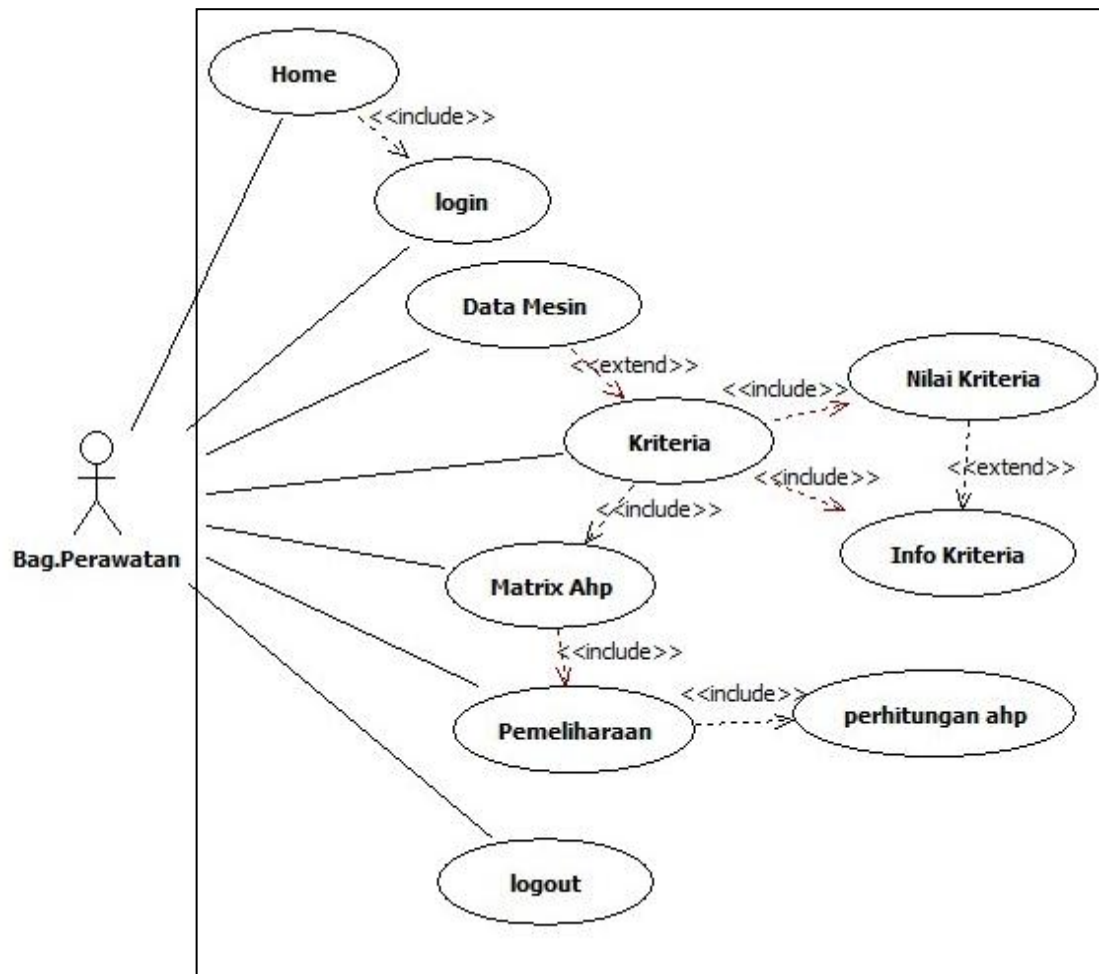 Home
<<include>>
login
Data Mesin
<<extend>>
<<include>>
Nilai Kriteria
Kriteria
<<include>>
<<extend>>
<<include>>
Info Kriteria
Bag.Perawatan
Matrix Ahp
<<include>>
<<include>>
Pemeliharaan
perhitungan ahp
logout